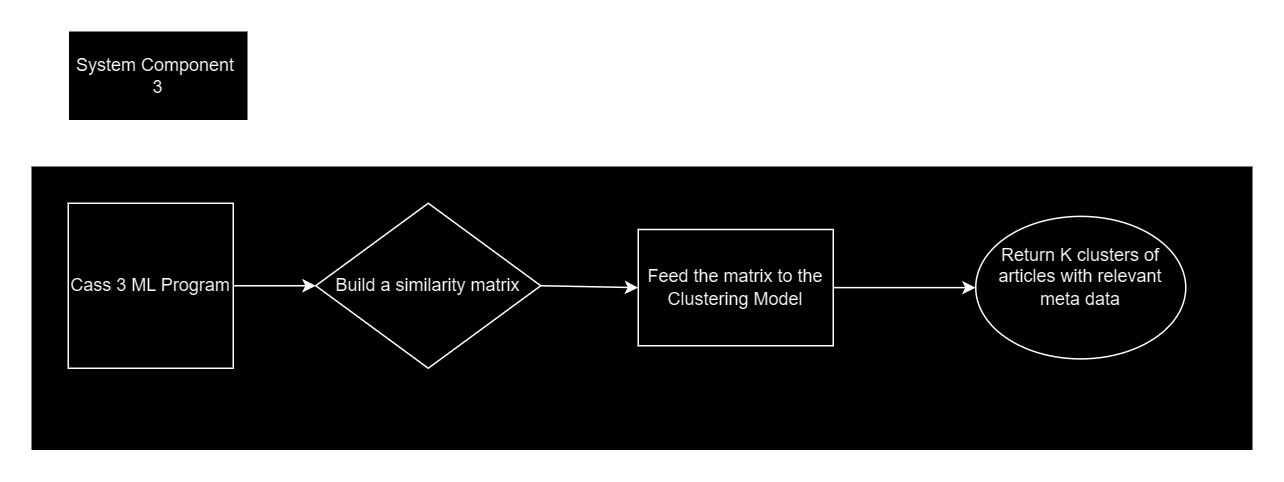 System Component
3
Cass 3 ML Program
Build a similarity matrix
Feed the matrix to the
Clustering Model
Return K clusters of
articles with relevant
meta data